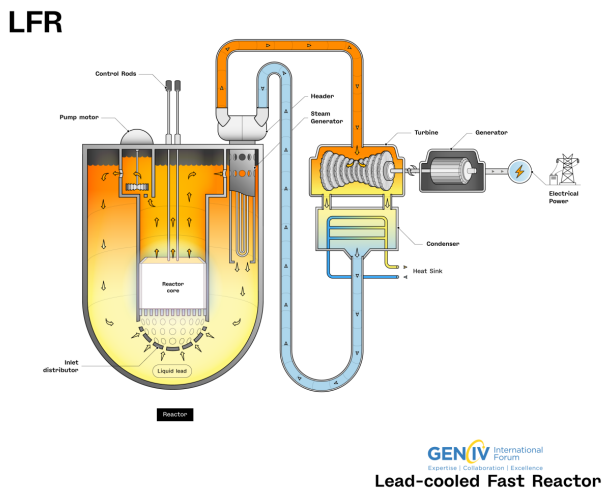 LFR
Control Rods
Pump motor
Header
Steam
Generator
Turbine
Generator
Electrical
Power
Condenser
Heat Sink
Reactor
core
Inlet
distributor
Liquid lead
Reactor
GEN IV International
Forum
Expertise | Collaboration | Excellence
Lead-cooled Fast Reactor